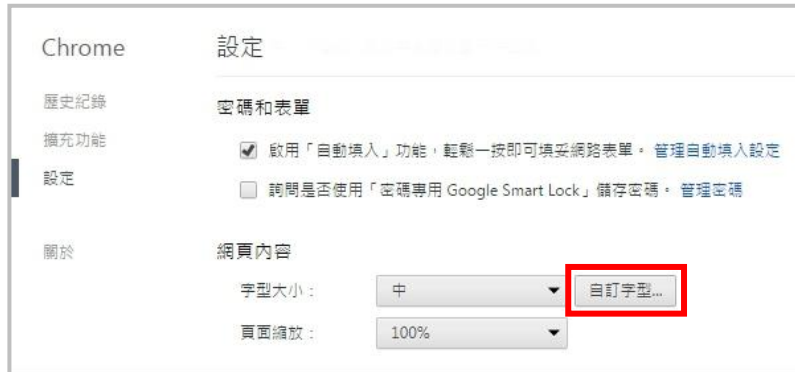 Chrome
設定
歷史紀錄
擴充功能
設定
關於
密碼和表單
啟用「自動填入」功能，輕鬆一按即可填妥網路表單。 管理自動填入設定
詢問是否使用「密碼專用 Google Smart Lock」儲存密碼。 管理密碼
網頁內容
字型大小： 中 自訂字型...
頁面縮放： 100%